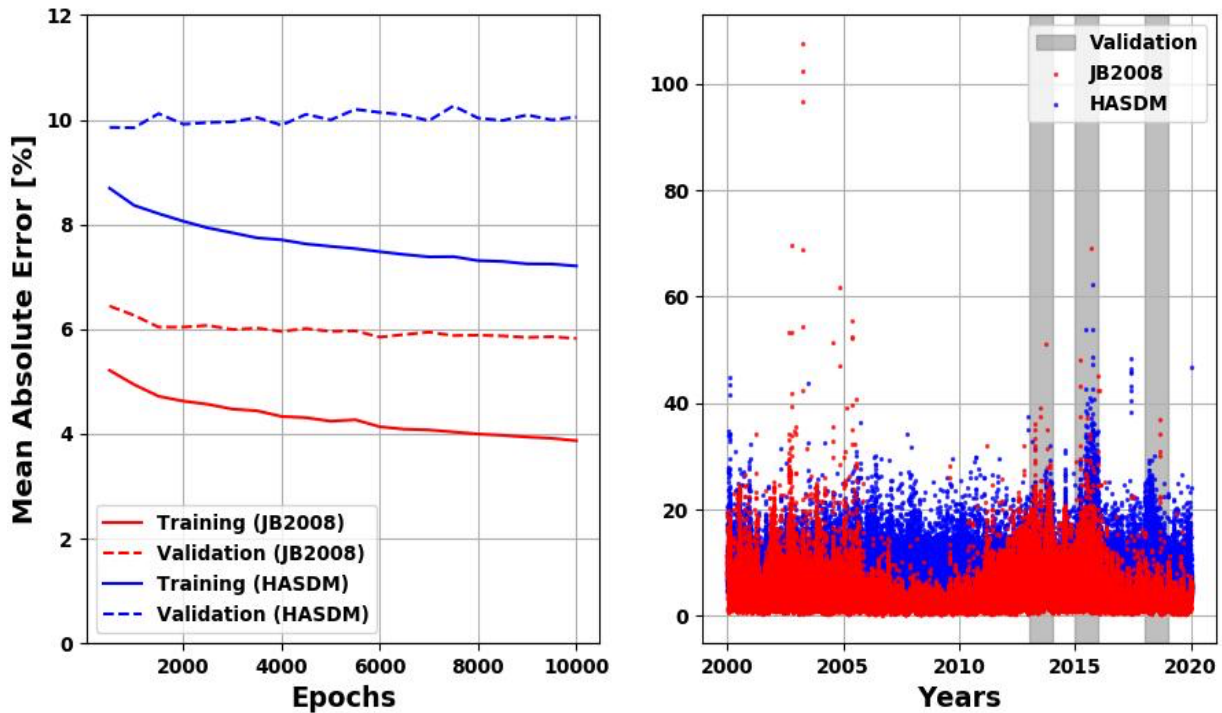 Mean Absolute Error [%]
12
10
8
6
4
2
0
Training (JB2008)
Validation (JB2008)
Training (HASDM)
Validation (HASDM)
2000 4000 6000 8000 10000
Epochs
100
80
60
40
20
0
Validation
JB2008
HASDM
2000 2005 2010 2015 2020
Years